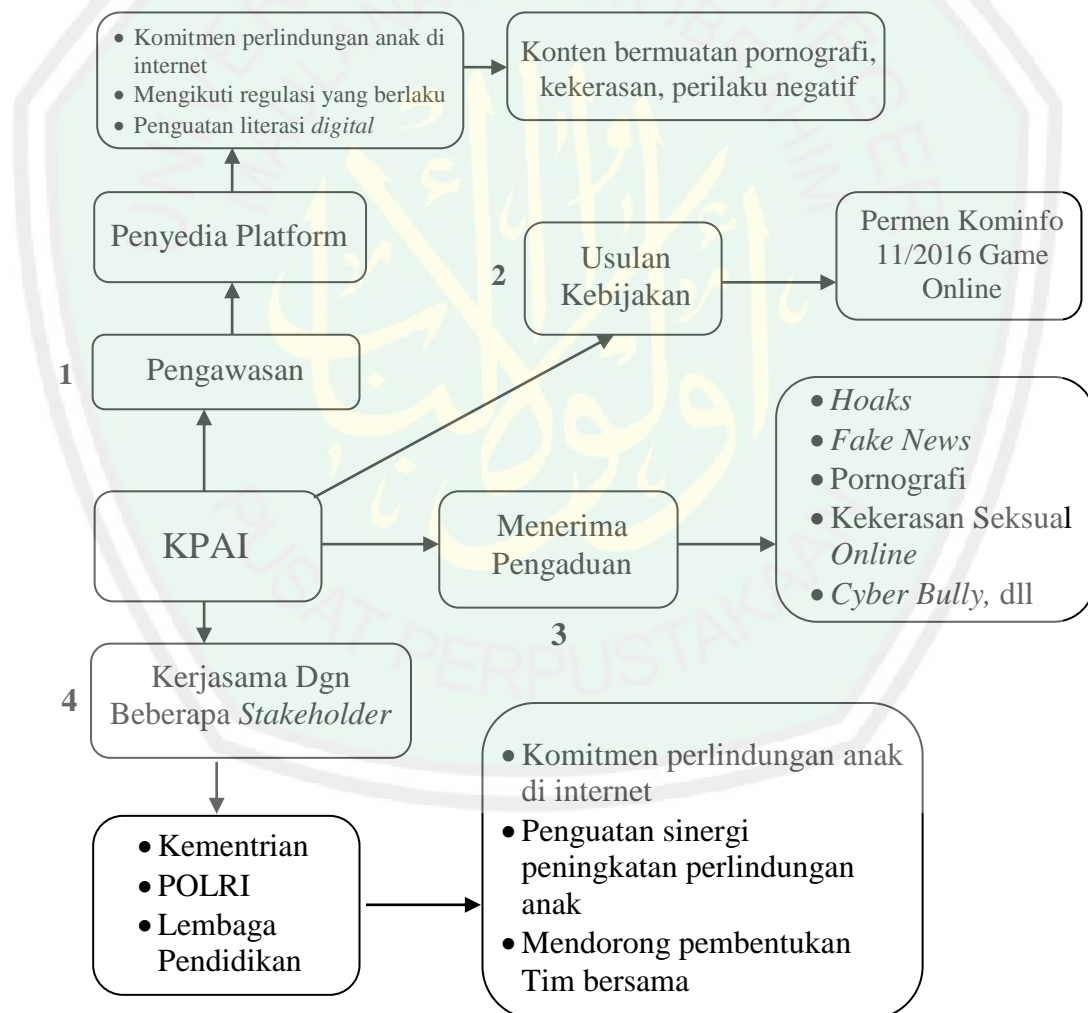 • Komitmen perlindungan anak di
internet
• Mengikuti regulasi yang berlaku
• Penguatan literasi digital
Konten bermuatan pornografi,
kekerasan, perilaku negatif
Penyedia Platform
2
Usulan
Kebijakan
Permen Kominfo
11/2016 Game
Online
1
Pengawasan
• Hoaks
• Fake News
• Pornografi
• Kekerasan Seksual
Online
• Cyber Bully, dll
KPAI
Menerima
Pengaduan
3
4
Kerjasama Dgn
Beberapa Stakeholder
• Kementrian
• POLRI
• Lembaga
Pendidikan
• Komitmen perlindungan anak
di internet
• Penguatan sinergi
peningkatan perlindungan
anak
• Mendorong pembentukan
Tim bersama
PUSAT PERPUSTAKAAN